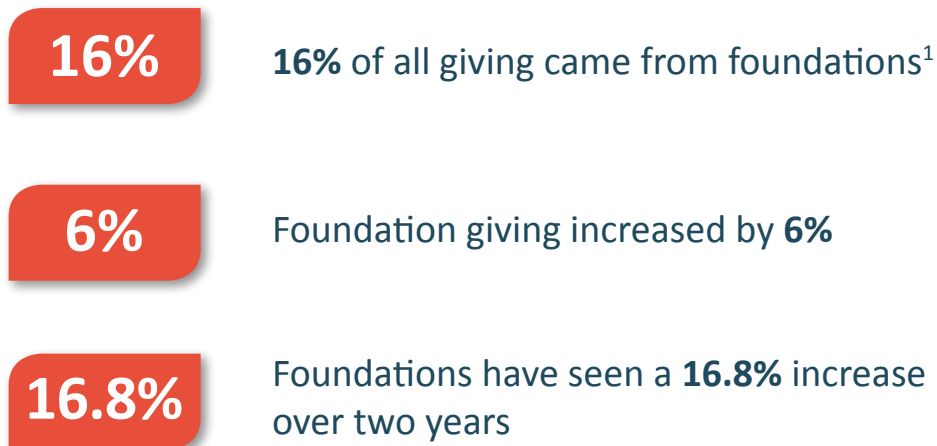 16%
16% of all giving came from foundations¹
6%
Foundation giving increased by 6%
16.8%
Foundations have seen a 16.8% increase
over two years